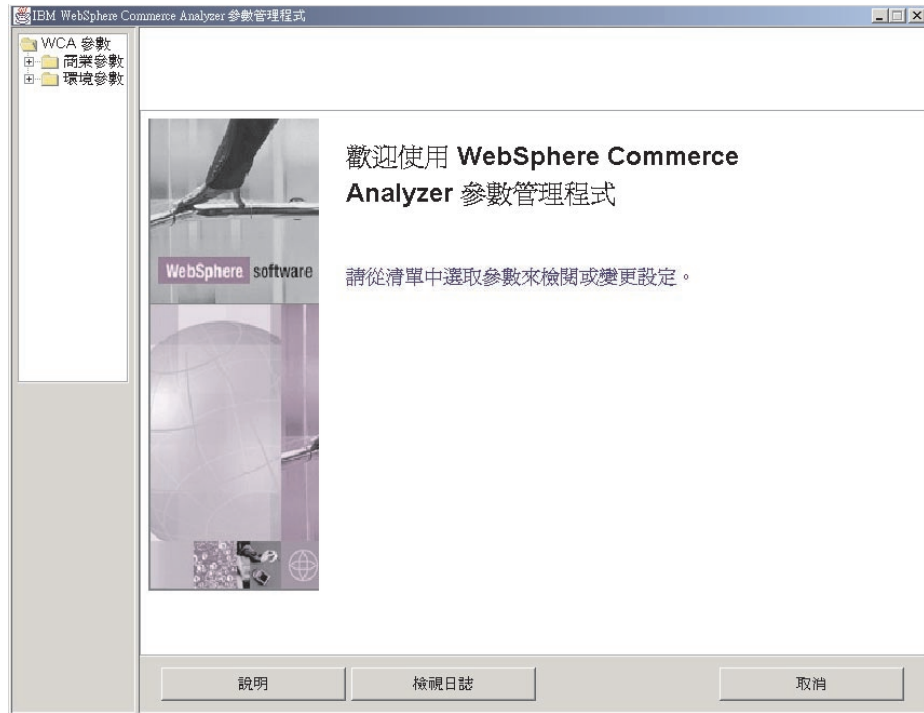 IBM WebSphere Commerce Analyzer 參數管理程式
WCA 參數
商業參數
環境參數
歡迎使用 WebSphere Commerce
Analyzer 參數管理程式
WebSphere software
請從清單中選取參數來檢閱或變更設定。
說明
檢視日誌
取消